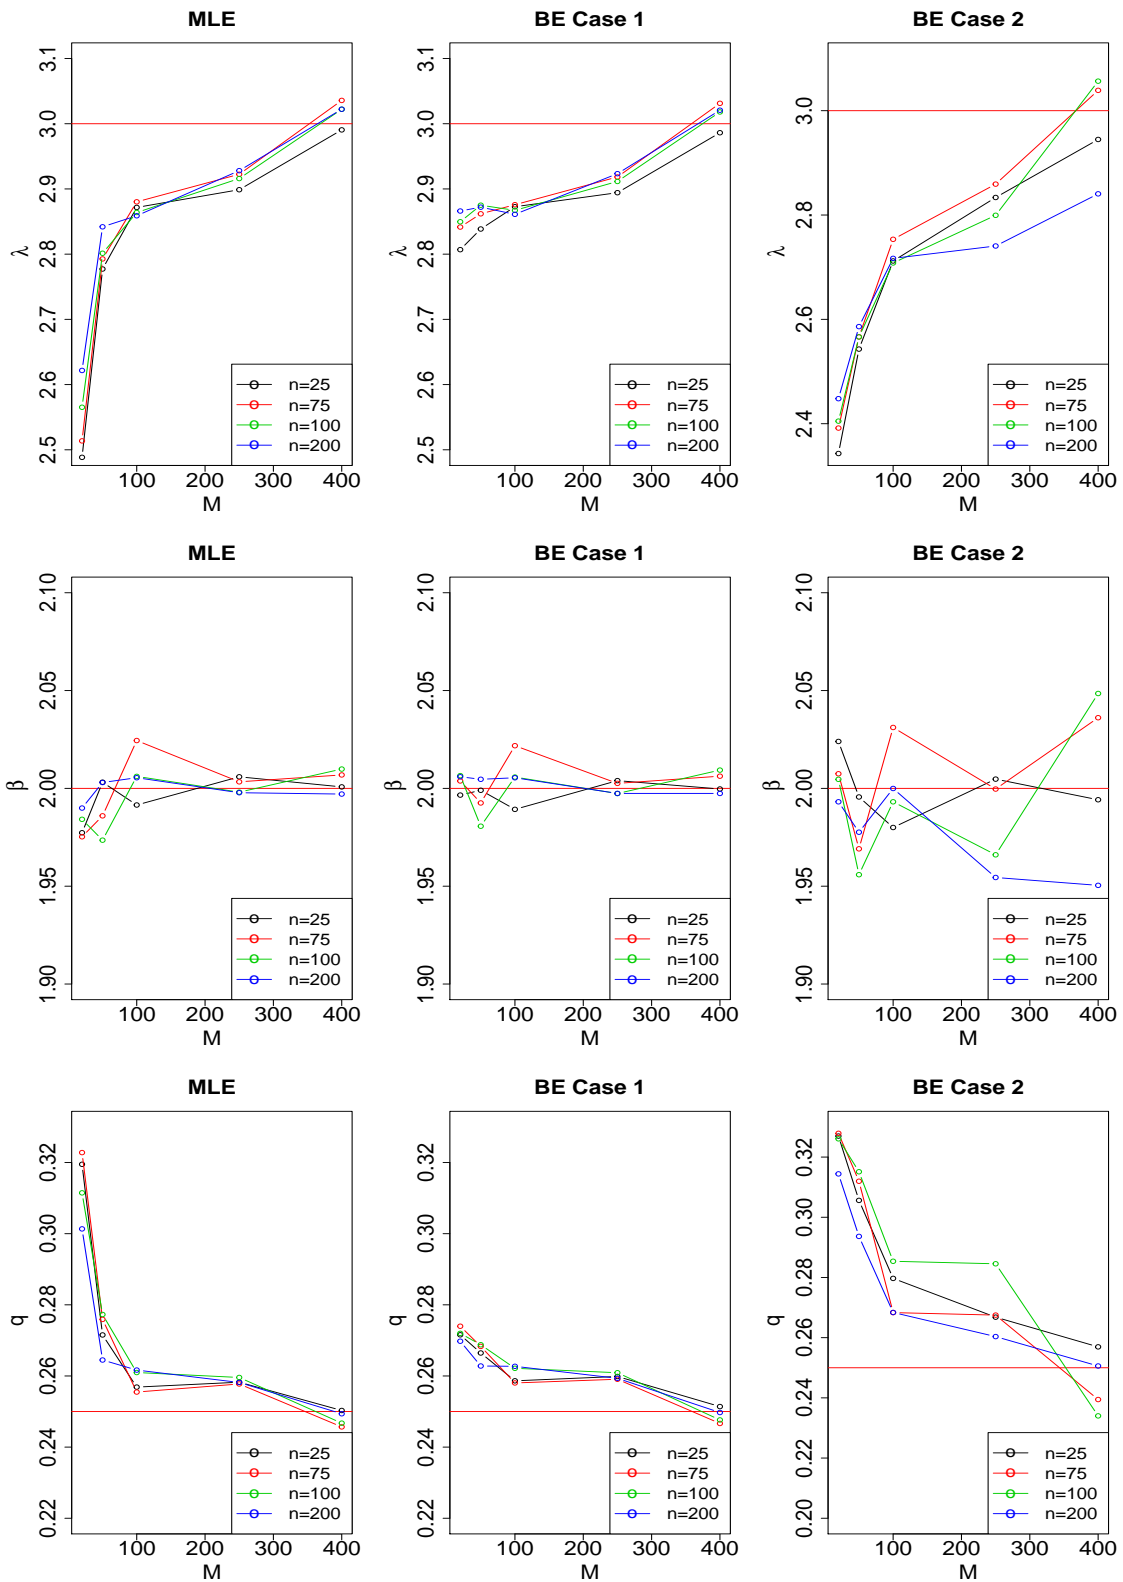 MLE
BE Case 1
BE Case 2
λ
3.1
3.0
2.9
2.8
2.7
2.6
2.5
100 200 300 400
M
n=25
n=75
n=100
n=200
λ
3.1
3.0
2.9
2.8
2.7
2.6
2.5
100 200 300 400
M
n=25
n=75
n=100
n=200
λ
3.0
2.8
2.6
2.4
100 200 300 400
M
n=25
n=75
n=100
n=200
MLE
BE Case 1
BE Case 2
β
2.10
2.05
2.00
1.95
1.90
100 200 300 400
M
n=25
n=75
n=100
n=200
β
2.10
2.05
2.00
1.95
1.90
100 200 300 400
M
n=25
n=75
n=100
n=200
β
2.10
2.05
2.00
1.95
1.90
100 200 300 400
M
n=25
n=75
n=100
n=200
MLE
BE Case 1
BE Case 2
q
0.32
0.30
0.28
0.26
0.24
0.22
100 200 300 400
M
n=25
n=75
n=100
n=200
q
0.32
0.30
0.28
0.26
0.24
0.22
100 200 300 400
M
n=25
n=75
n=100
n=200
q
0.32
0.30
0.28
0.26
0.24
0.22
0.20
100 200 300 400
M
n=25
n=75
n=100
n=200